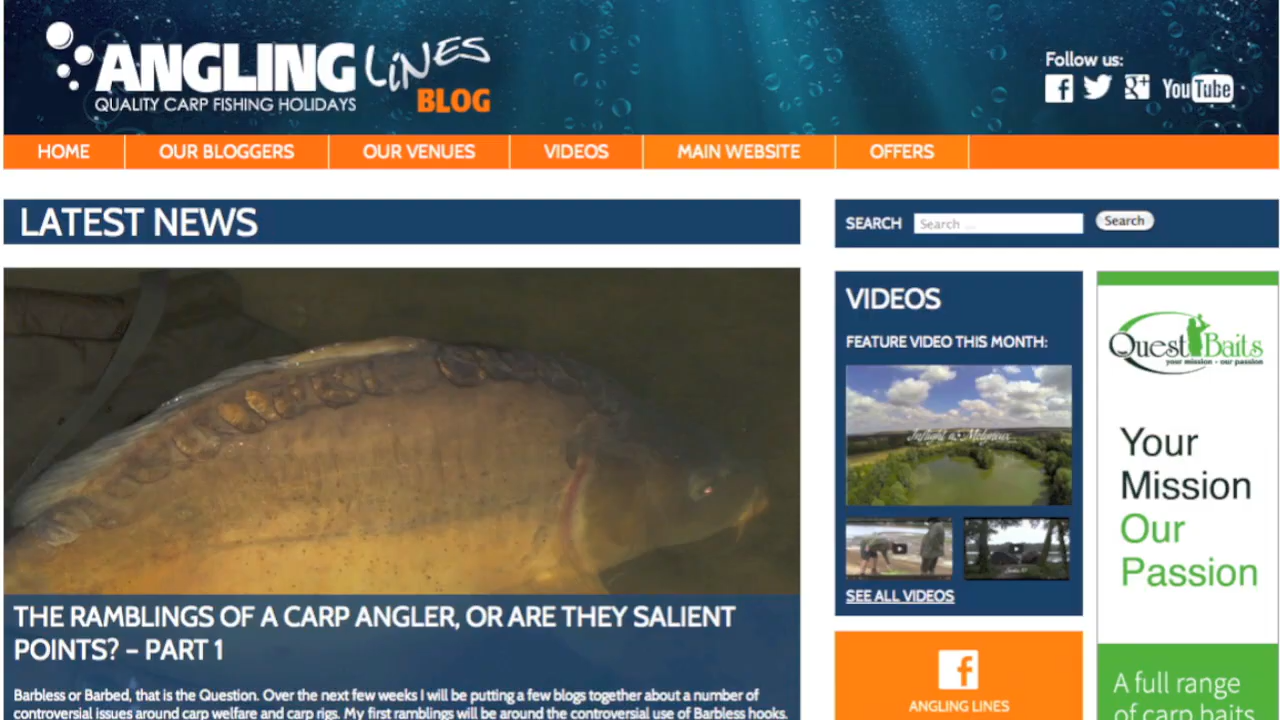 ANGLING LINES
QUALITY CARP FISHING HOLIDAYS
BLOG
Follow us:
You Tube
HOME
OUR BLOGGERS
OUR VENUES
VIDEOS
MAIN WEBSITE
OFFERS
LATEST NEWS
SEARCH
Search ...
Search
THE RAMBLINGS OF A CARP ANGLER, OR ARE THEY SALIENT
POINTS? – PART 1
Barbless or Barbed, that is the Question. Over the next few weeks I will be putting a few blogs together about a number of
controversial issues around carp welfare and carp rigs. My first ramblings will be around the controversial use of Barbless hooks.
VIDEOS
FEATURE VIDEO THIS MONTH:
SEE ALL VIDEOS
ANGLING LINES
Quest Baits
your mission - our passion
Your
Mission
Our
Passion
A full range
of carp baits